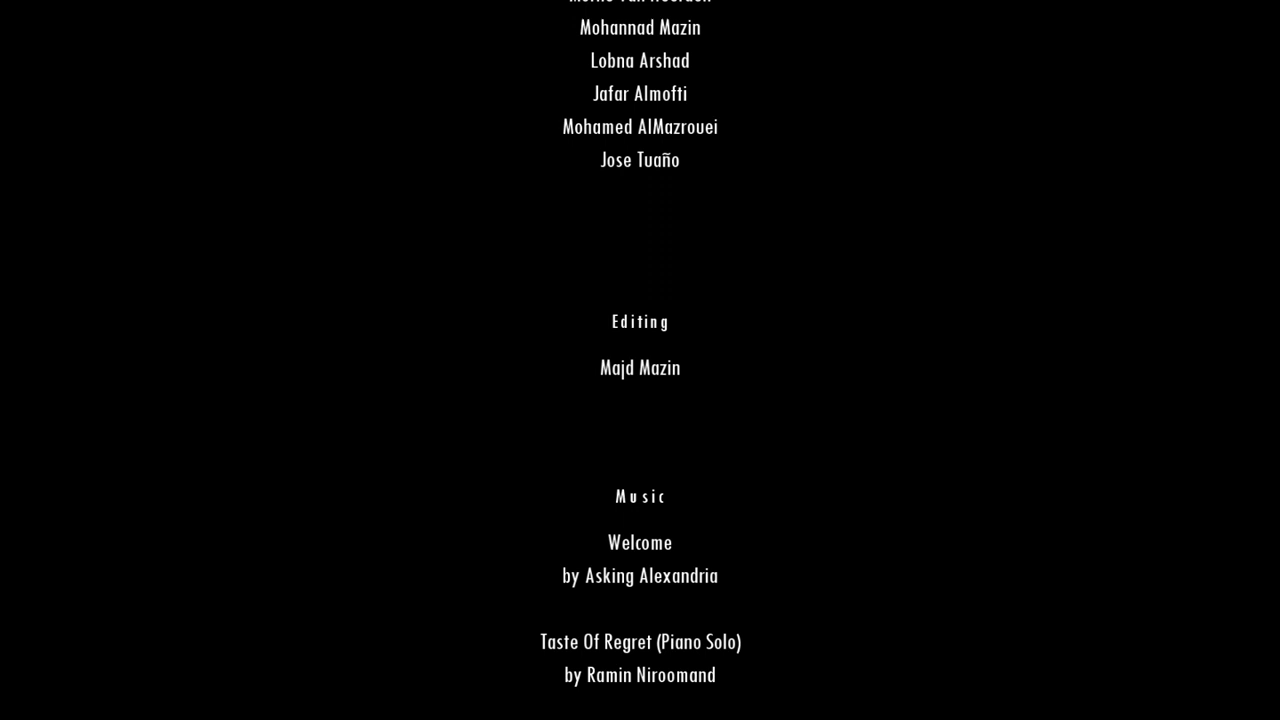 Mohannad Mazin
Lobna Arshad
Jafar Almofti
Mohamed AlMazrouei
Jose Tuaño
Editing
Majd Mazin
Music
Welcome
by Asking Alexandria
Taste Of Regret (Piano Solo)
by Ramin Niroomand